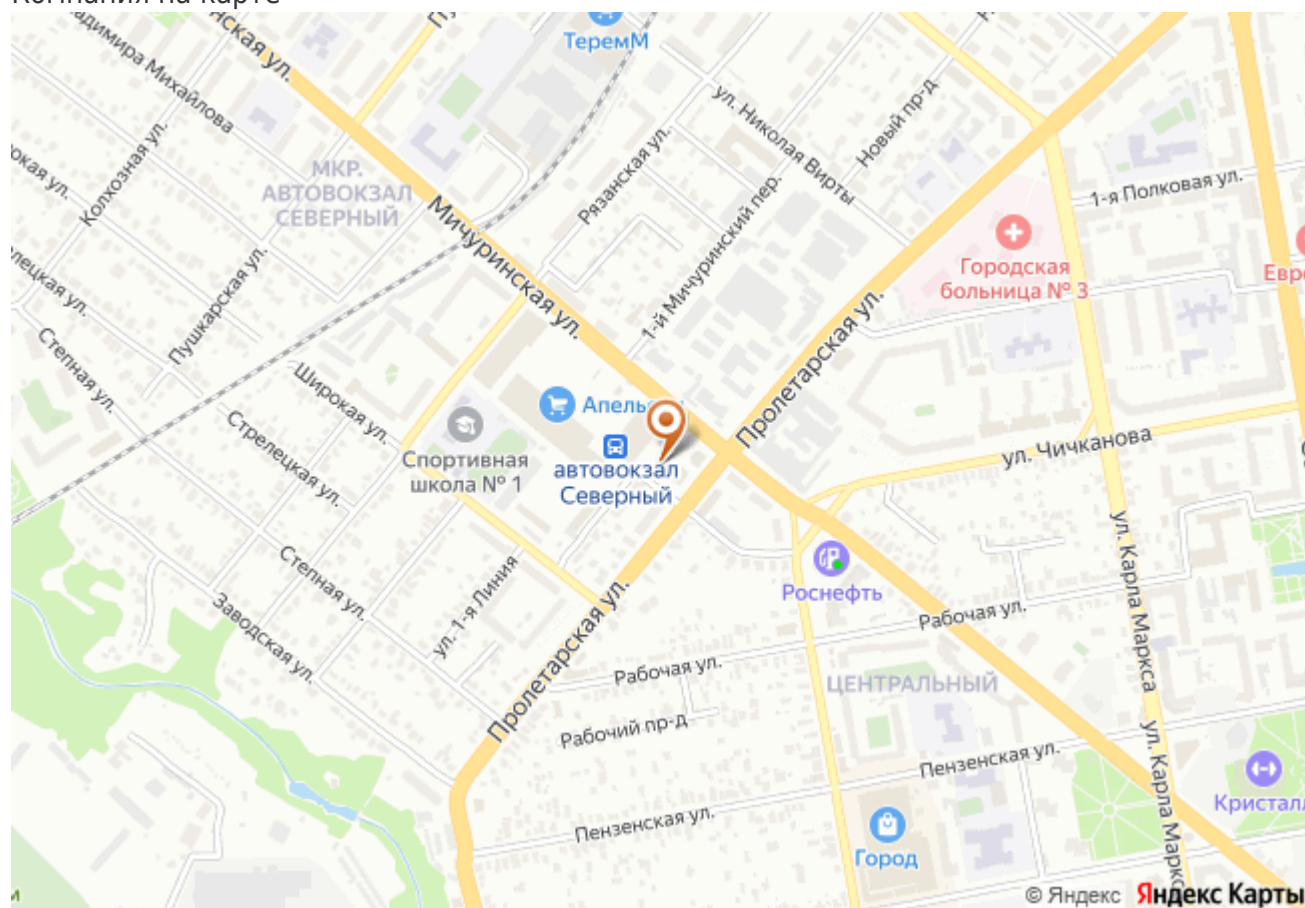 Компания на карте
ТеремМ
нская ул.
адимира Михайлова
Колхозная ул.
МКР.
АВТОВОКЗАЛ
СЕВЕРНЫЙ
Рязанская ул.
ул. Николая Вирты
Новый пр-д
1-я Полковая ул.
Городская
больница № 3
Мичуринская ул.
1-й Мичуринский пер.
Пролетарская ул.
Пушкарская ул.
Степная ул.
Широкая ул.
Стрелецкая ул.
Спортивная
школа № 1
автовокзал
Северный
ул. Чичканова
ул. Карла Маркса
Роснефть
Степная ул.
ул. 1-я Линия
Заводская ул.
Пролетарская ул.
Рабочая ул.
Рабочая ул.
ЦЕНТРАЛЬНЫЙ
Рабочий пр-д
Пензенская ул.
Пензенская ул.
Город
© Яндекс Яндекс Карты